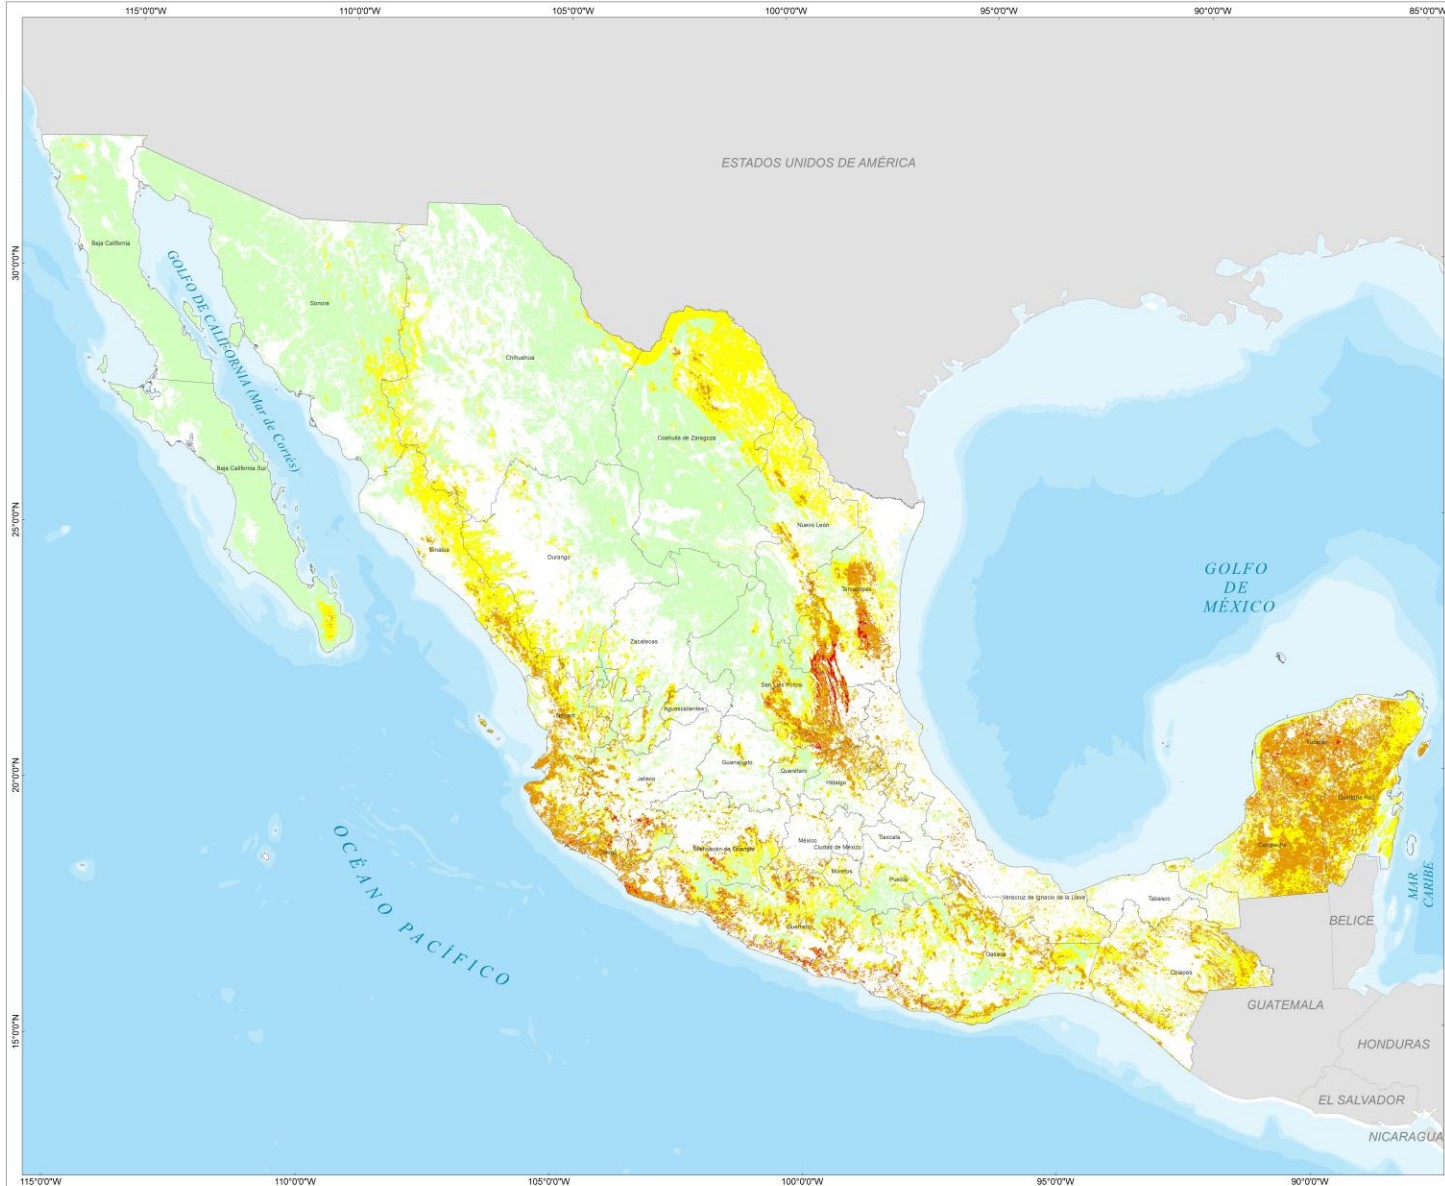 115°0'0"W
110°0'0"W
105°0'0"W
100°0'0"W
95°0'0"W
90°0'0"W
85°0'0"W
ESTADOS UNIDOS DE AMÉRICA
Baja California
30°0'0"N
GOLFO DE CALIFORNIA (Mar de Cortés)
Sonora
Chihuahua
Coahuila de Zaragoza
Baja California Sur
25°0'0"N
Nuevo León
Sinaloa
Durango
GOLFO
DE
MÉXICO
Tamaulipas
Zacatecas
San Luis Potosí
Aguascalientes
Nayarit
Yucatán
20°0'0"N
Guanajuato
Querétaro
Jalisco
Hidalgo
Quintana Roo
OCÉANO PACÍFICO
Tlaxcala
México
Ciudad de México
Michoacán de Ocampo
Colima
Campeche
Morelos
Puebla
MAR
CARIBE
Veracruz de Ignacio de la Llave
Tabasco
BELICE
Guerrero
Oaxaca
Chiapas
GUATEMALA
15°0'0"N
HONDURAS
EL SALVADOR
NICARAGUA
115°0'0"W
110°0'0"W
105°0'0"W
100°0'0"W
95°0'0"W
90°0'0"W